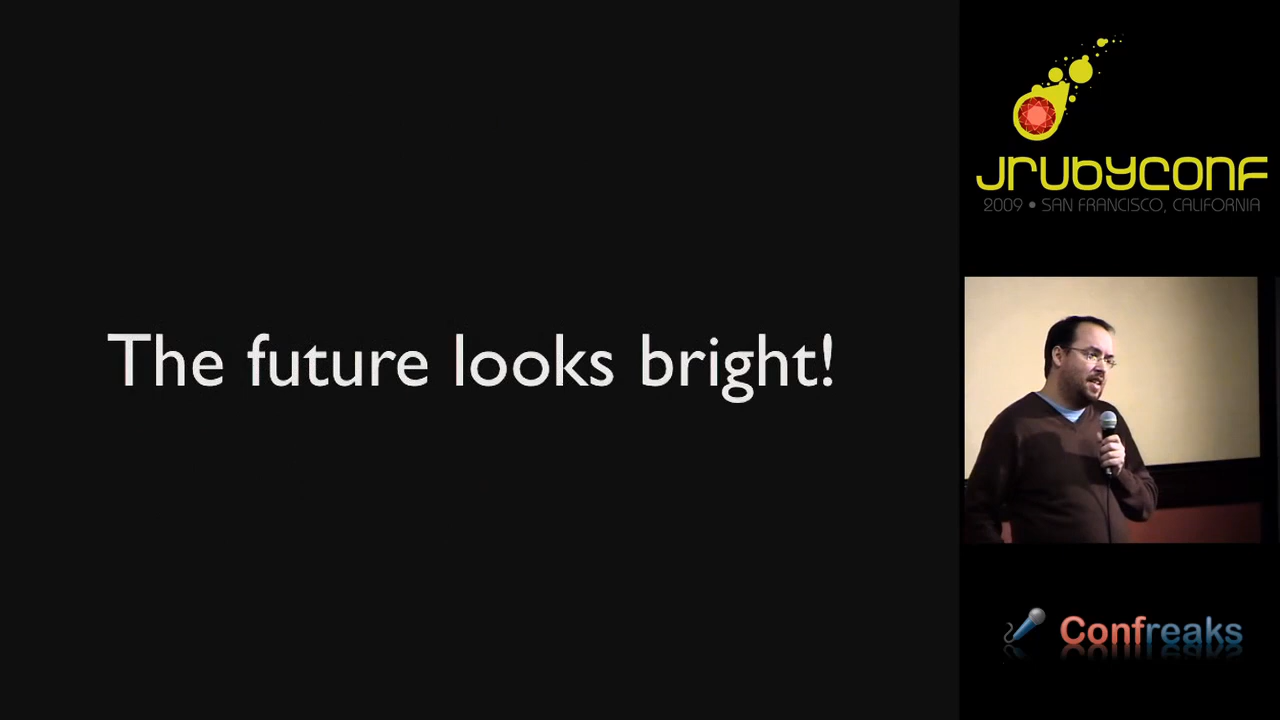 The future looks bright!
JRUBYCONF
2009 • SAN FRANCISCO, CALIFORNIA
Confreaks